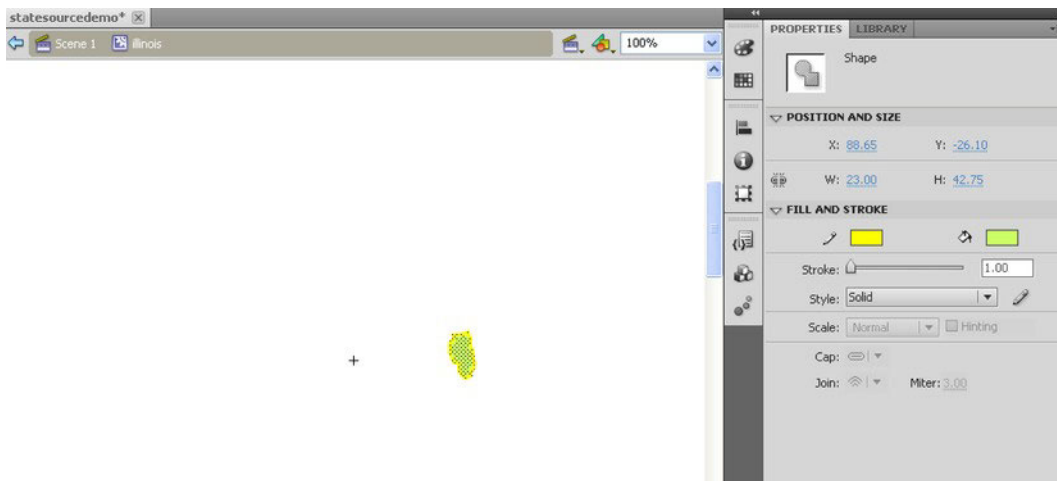 statesourcedemo*
Scene 1 illinois 100%
PROPERTIES LIBRARY
Shape
POSITION AND SIZE
X: 88.65 Y: -26.10
W: 23.00 H: 42.75
FILL AND STROKE
Stroke: 1.00
Style: Solid
Scale: Normal Hinting
Cap:
Join: Miter: 3.00